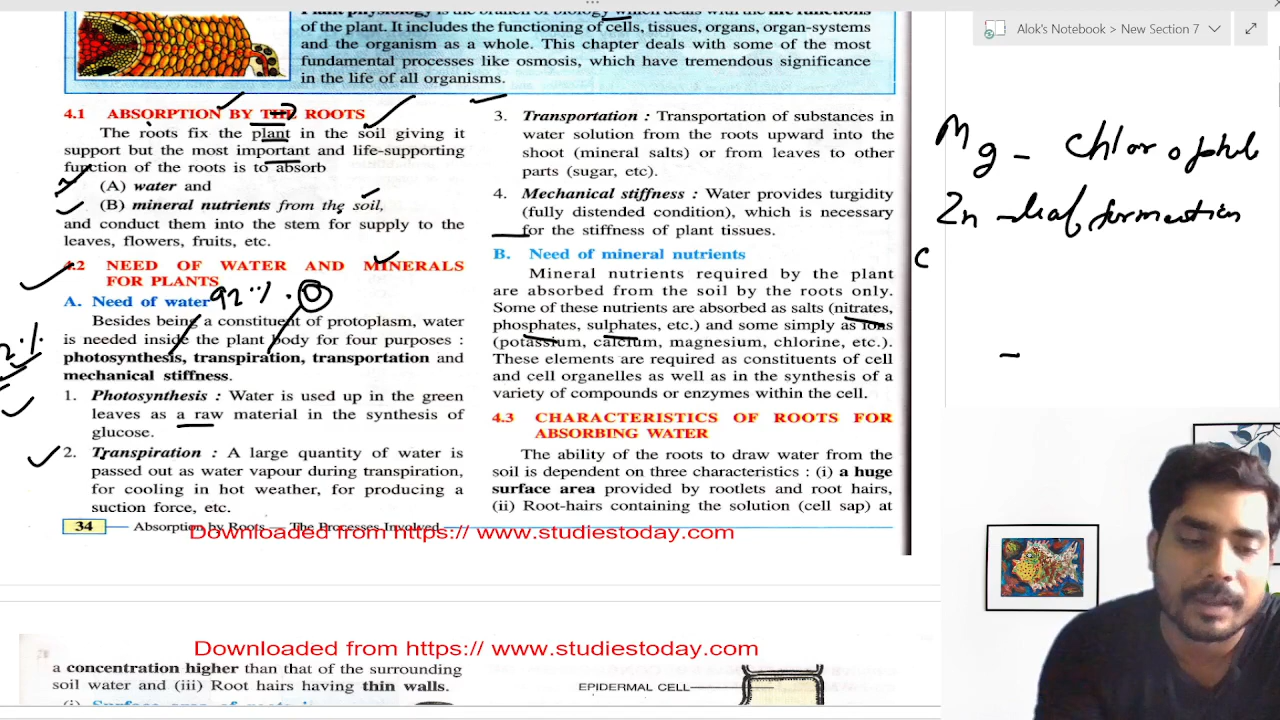 Plant physiology is the branch of biology which deals with the life functions
of the plant. It includes the functioning of cells, tissues, organs, organ-systems
and the organism as a whole. This chapter deals with some of the most
fundamental processes like osmosis, which have tremendous significance
in the life of all organisms.
4.1 ABSORPTION BY THE ROOTS
The roots fix the plant in the soil giving it
support but the most important and life-supporting
function of the roots is to absorb
(A) water and
(B) mineral nutrients from the soil,
and conduct them into the stem for supply to the
leaves, flowers, fruits, etc.
4.2 NEED OF WATER AND MINERALS
FOR PLANTS
A. Need of water 92%.
Besides being a constituent of protoplasm, water
is needed inside the plant body for four purposes :
photosynthesis, transpiration, transportation and
mechanical stiffness.
1. Photosynthesis : Water is used up in the green
leaves as a raw material in the synthesis of
glucose.
2. Transpiration : A large quantity of water is
passed out as water vapour during transpiration,
for cooling in hot weather, for producing a
suction force, etc.
34 Absorption by Roots — The Processes Involved
3. Transportation : Transportation of substances in
water solution from the roots upward into the
shoot (mineral salts) or from leaves to other
parts (sugar, etc).
4. Mechanical stiffness : Water provides turgidity
(fully distended condition), which is necessary
for the stiffness of plant tissues.
B. Need of mineral nutrients
Mineral nutrients required by the plant
are absorbed from the soil by the roots only.
Some of these nutrients are absorbed as salts (nitrates,
phosphates, sulphates, etc.) and some simply as ions
(potassium, calcium, magnesium, chlorine, etc.).
These elements are required as constituents of cell
and cell organelles as well as in the synthesis of a
variety of compounds or enzymes within the cell.
4.3 CHARACTERISTICS OF ROOTS FOR
ABSORBING WATER
The ability of the roots to draw water from the
soil is dependent on three characteristics : (i) a huge
surface area provided by rootlets and root hairs,
(ii) Root-hairs containing the solution (cell sap) at
Downloaded from https:// www.studiestoday.com
Downloaded from https:// www.studiestoday.com
a concentration higher than that of the surrounding
soil water and (iii) Root hairs having thin walls.
EPIDERMAL CELL
Alok's Notebook > New Section 7
Mg –
Zn – leaf formation
C